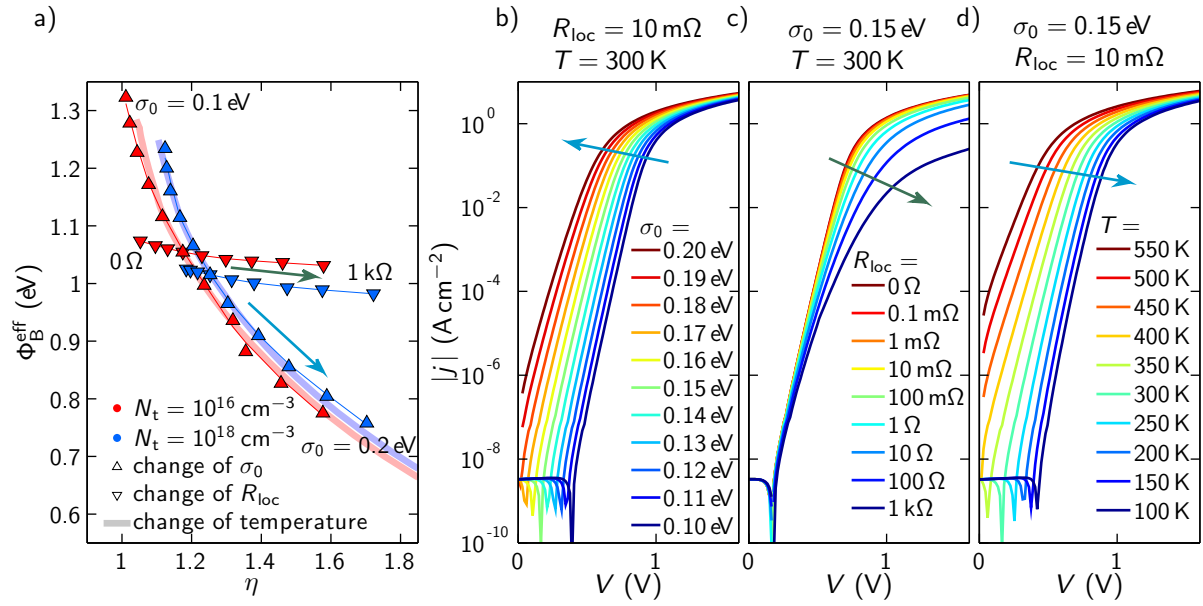 a)
1.3
1.2
1.1
1
0.9
0.8
0.7
0.6
Φ_B^eff (eV)
σ₀ = 0.1 eV
0 Ω
1 kΩ
N_t = 10¹⁶ cm⁻³
N_t = 10¹⁸ cm⁻³
σ₀ = 0.2 eV
change of σ₀
change of R_loc
change of temperature
1 1.2 1.4 1.6 1.8
η
b)
R_loc = 10 mΩ
T = 300 K
|j| (A cm⁻²)
10⁰
10⁻²
10⁻⁴
10⁻⁶
10⁻⁸
10⁻¹⁰
σ₀ =
0.20 eV
0.19 eV
0.18 eV
0.17 eV
0.16 eV
0.15 eV
0.14 eV
0.13 eV
0.12 eV
0.11 eV
0.10 eV
0 1
V (V)
c)
σ₀ = 0.15 eV
T = 300 K
R_loc =
0 Ω
0.1 mΩ
1 mΩ
10 mΩ
100 mΩ
1 Ω
10 Ω
100 Ω
1 kΩ
0 1
V (V)
d)
σ₀ = 0.15 eV
R_loc = 10 mΩ
T =
550 K
500 K
450 K
400 K
350 K
300 K
250 K
200 K
150 K
100 K
0 1
V (V)